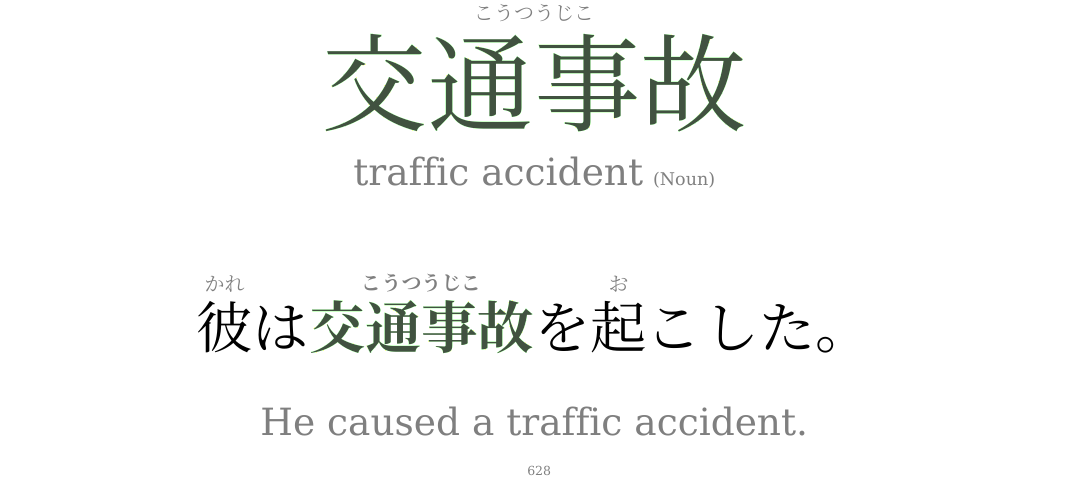 こうつうじこ
交通事故
traffic accident (Noun)
かれ こうつうじこ お
彼は交通事故を起こした。
He caused a traffic accident.
628